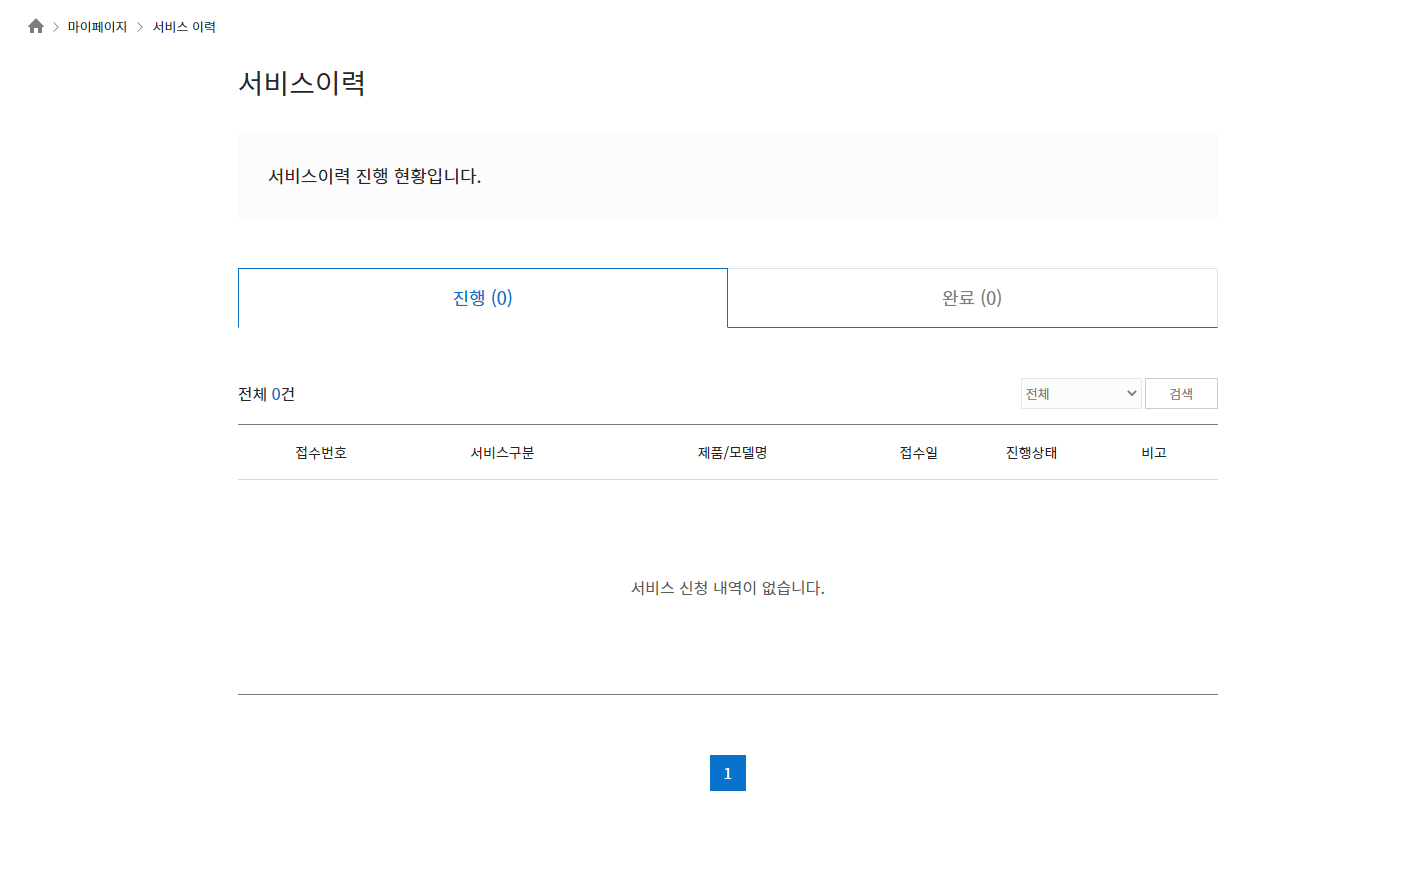 마이페이지 서비스 이력
서비스이력
서비스이력 진행 현황입니다.
진행 (0) 완료 (0)
전체 0건 전체 검색
접수번호 서비스구분 제품/모델명 접수일 진행상태 비고
서비스 신청 내역이 없습니다.
1